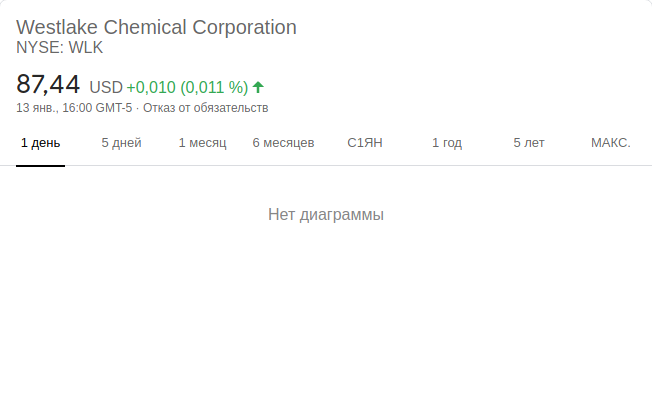 Westlake Chemical Corporation
NYSE: WLK
87,44 USD +0,010 (0,011 %)
13 янв., 16:00 GMT-5 · Отказ от обязательств
1 день 5 дней 1 месяц 6 месяцев С1ЯН 1 год 5 лет МАКС.
Нет диаграммы